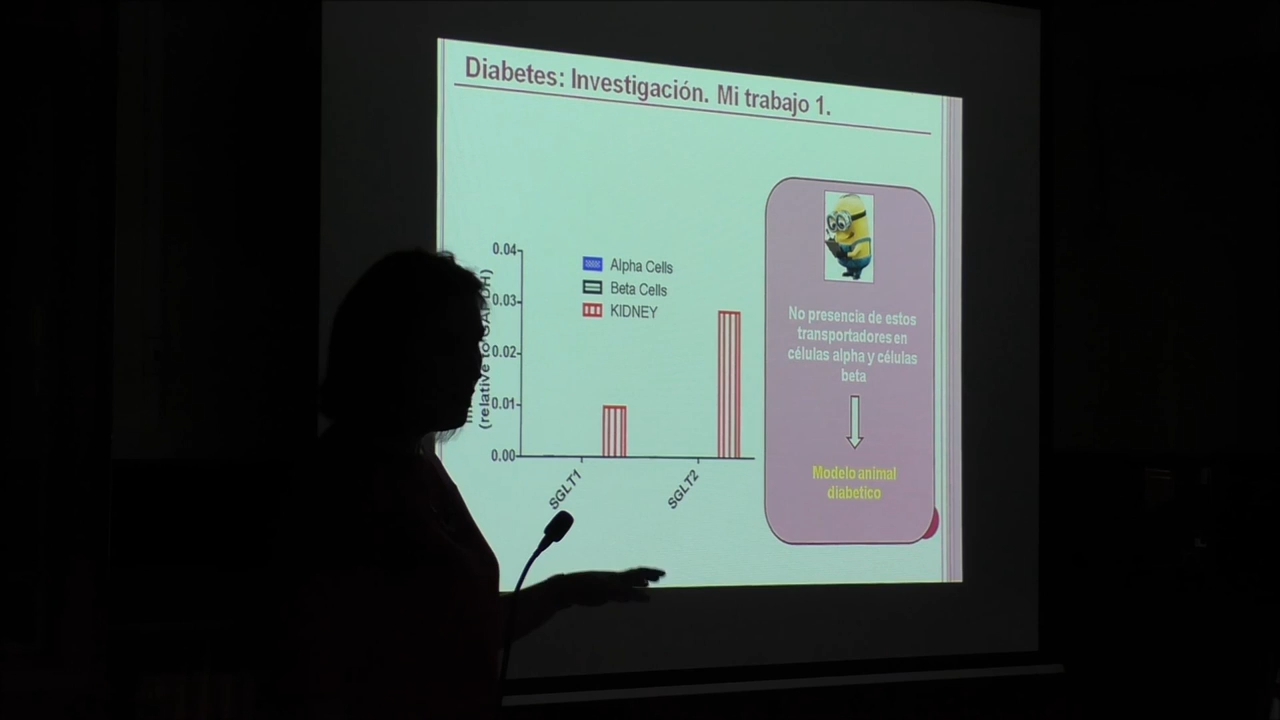 Diabetes: Investigación. Mi trabajo 1.
0.04
0.03
0.02
0.01
0.00
(relative to GAPDH)
Alpha Cells
Beta Cells
KIDNEY
SGLT1
SGLT2
No presencia de estos
transportadores en
células alpha y células
beta
Modelo animal
diabetico